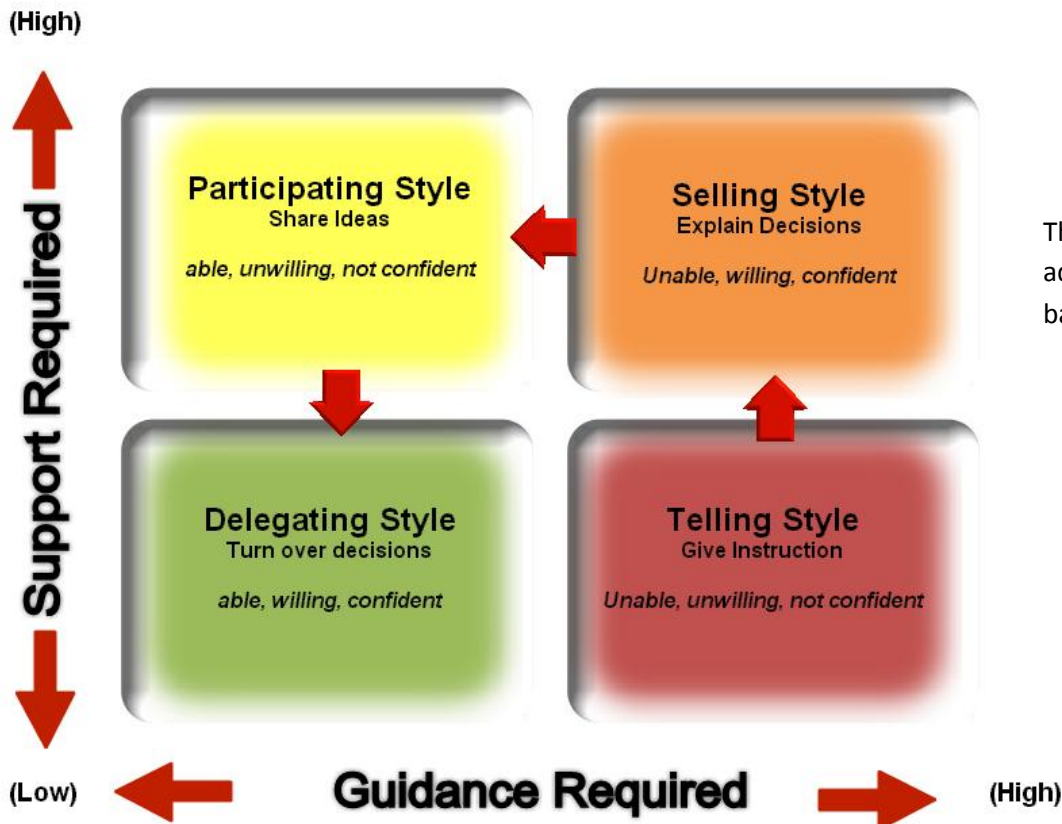 (High)
Support Required
Participating Style
Share Ideas
able, unwilling, not confident
Selling Style
Explain Decisions
Unable, willing, confident
Delegating Style
Turn over decisions
able, willing, confident
Telling Style
Give Instruction
Unable, unwilling, not confident
(Low)
Guidance Required
(High)